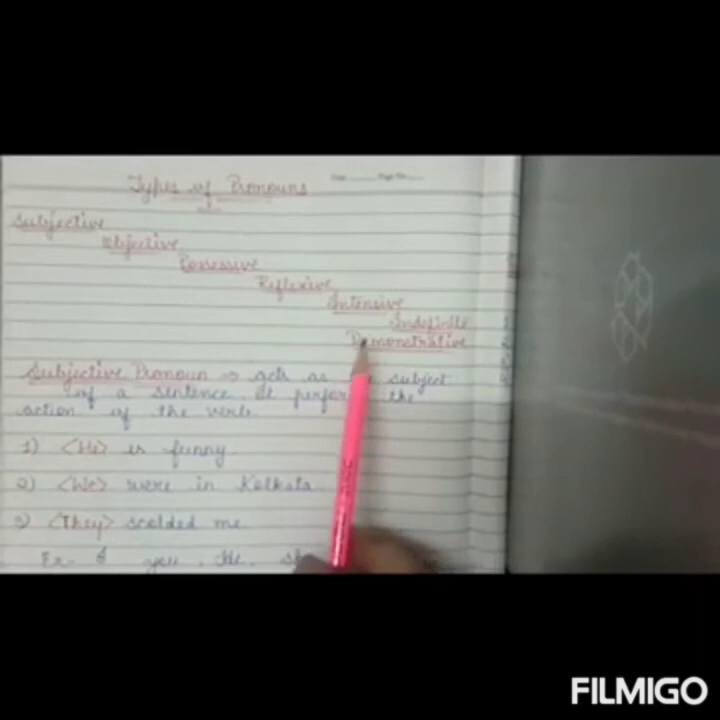 Types of Pronouns
Subjective
Objective
Possessive
Reflexive
Intensive
Indefinite
Demonstrative
Subjective Pronoun ⇒ acts as subject
of a sentence. It perfor the
action of the verb.
1) <He> is funny.
2) <We> were in Kolkata
3) <They> scolded me
Ex- you, He, sh
FILMIGO